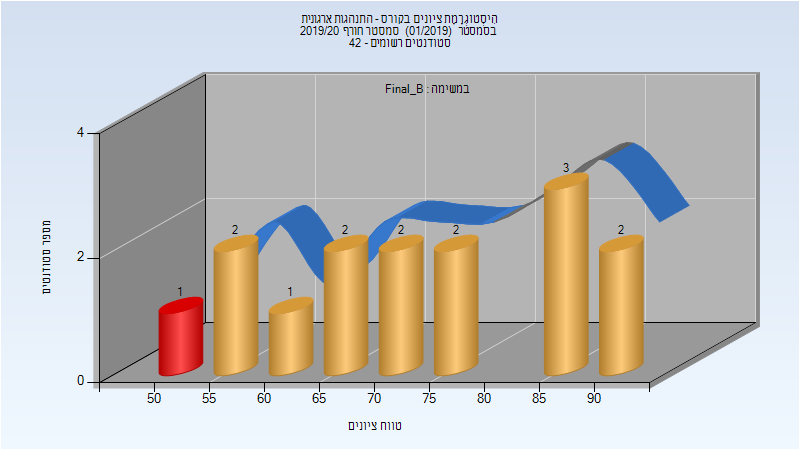 היסטוגרמת ציונים בקורס - התנהגות ארגונית
בסמסטר (01/2019) סמסטר חורף 2019/20
סטודנטים רשומים - 42
במשימה : Final_B
מספר סטודנטים
4
2
0
1
2
1
2
2
2
3
2
50 55 60 65 70 75 80 85 90
טווח ציונים